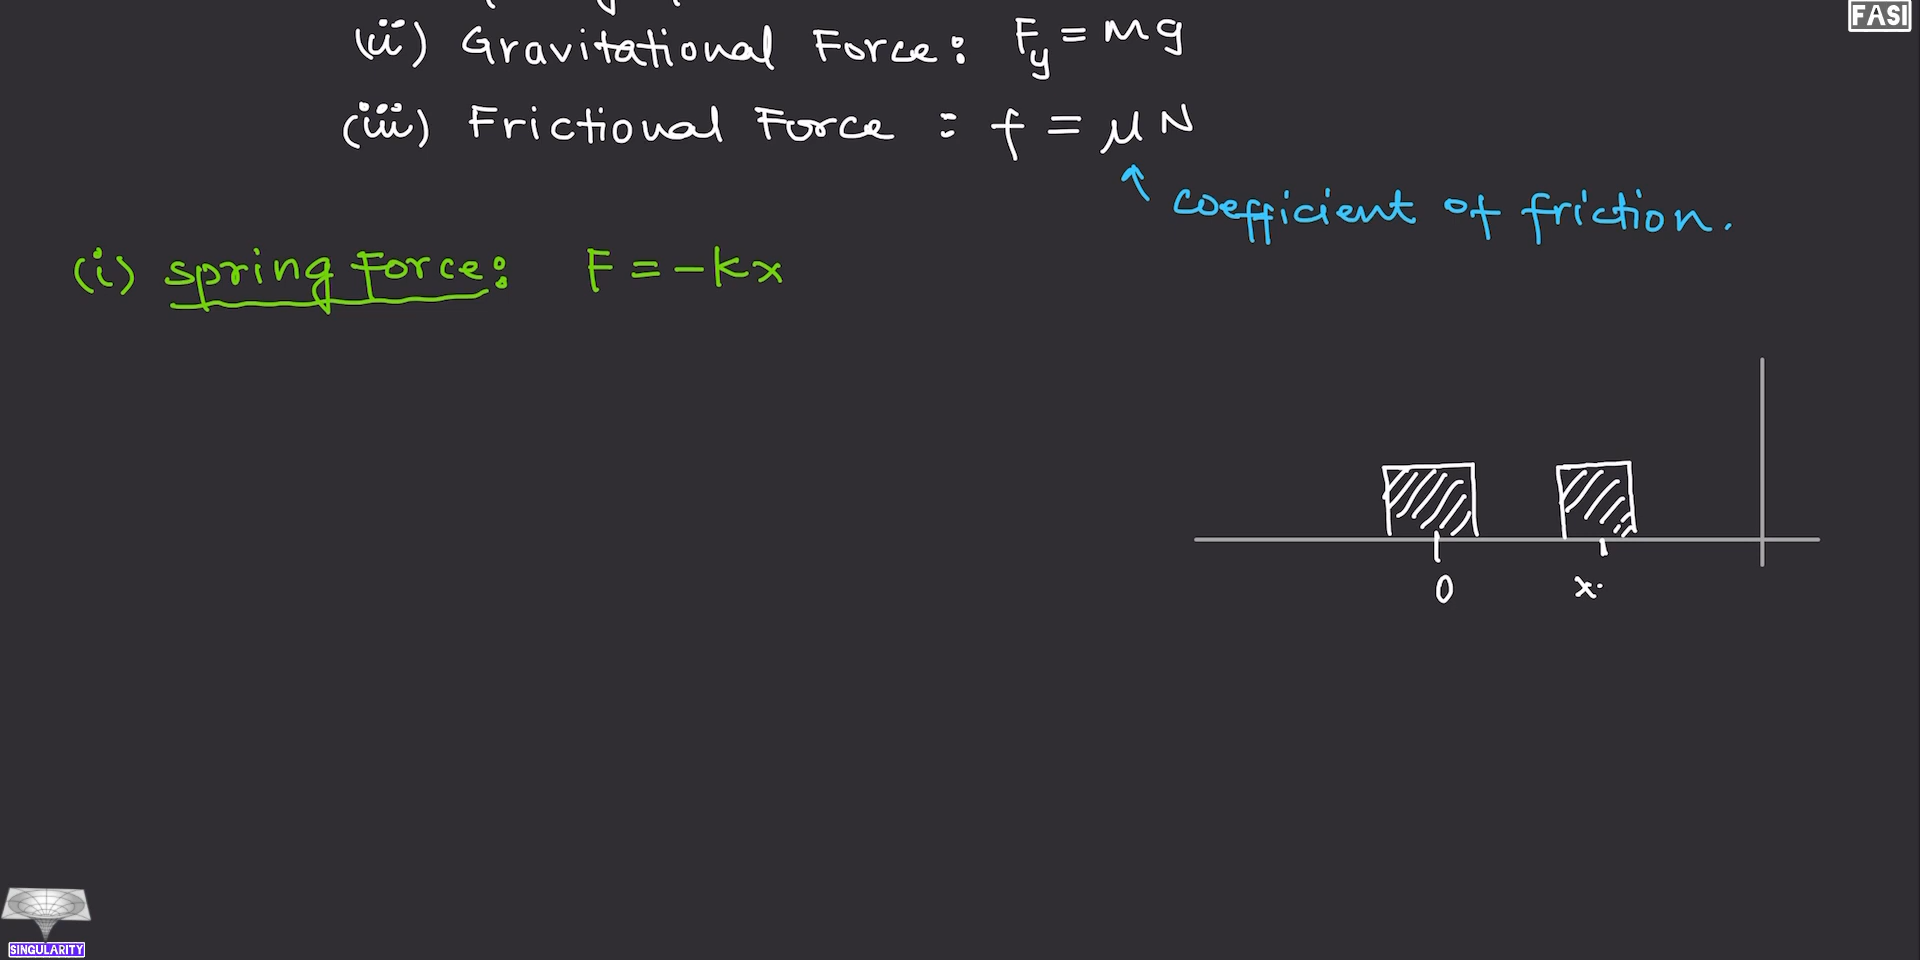 FASI
(ii) Gravitational Force: Fy = mg
(iii) Frictional Force : f = μN
coefficient of friction.
(i) spring Force: F = -kx
0 x
SINGULARITY